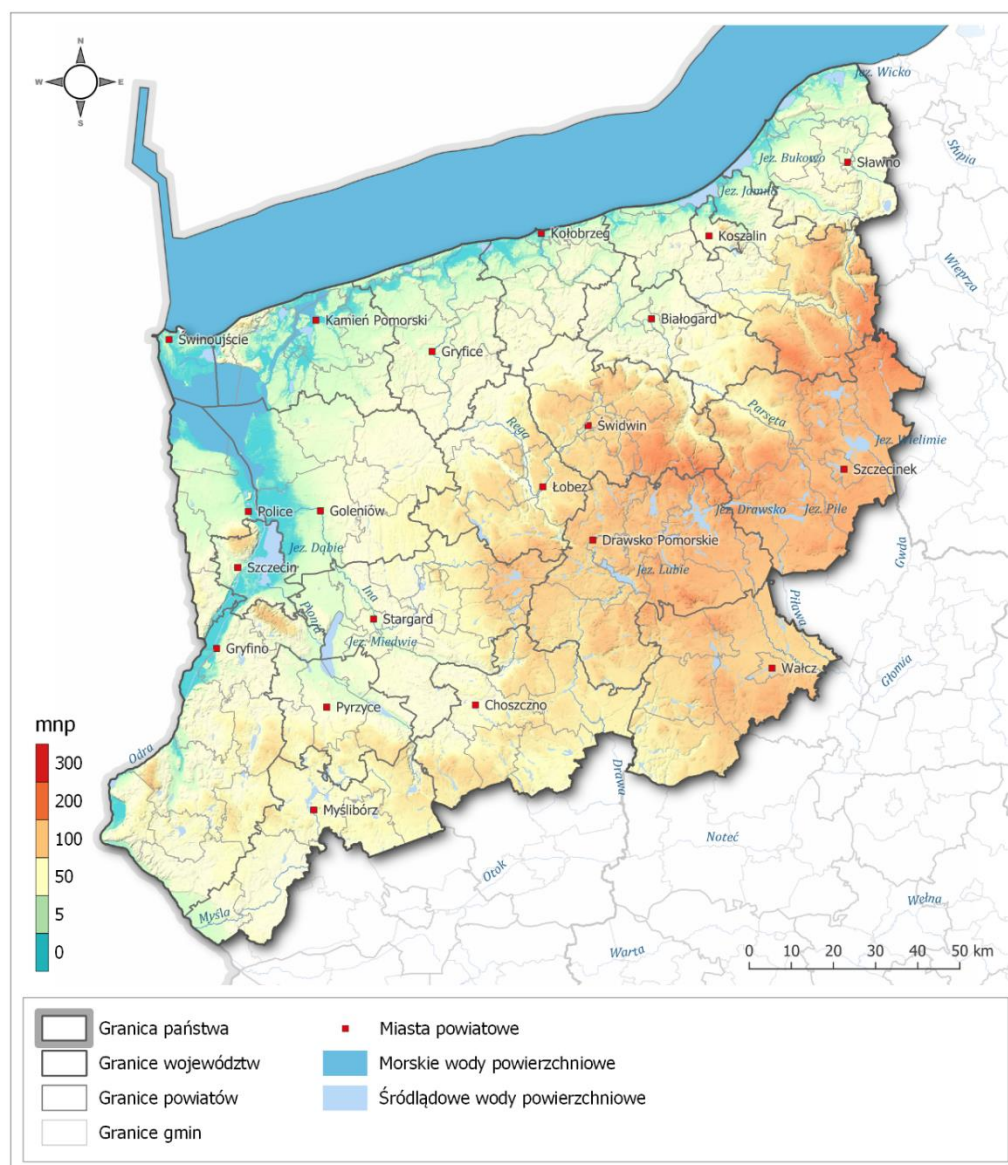 N
W E
S
Jez. Wicko
Słupia
Jez. Bukowo
Sławno
Jez. Jamno
Kołobrzeg
Koszalin
Wieprza
Kamień Pomorski
Białogard
Świnoujście
Gryfice
Parsęta
Rega
Świdwin
Jez. Wielimie
Szczecinek
Łobez
Police
Goleniów
Jez. Drawsko
Jez. Pile
Drawsko Pomorskie
Jez. Dąbie
Gwda
Szczecin
Jez. Lubie
Ina
Płonia
Piława
Stargard
Jez. Miedwie
Gryfino
Wałcz
Głomia
Pyrzyce
Choszczno
mnp
Odra
300
Drawa
200
Myślibórz
100
Noteć
50
Otok
5
Wełna
Myśla
0
Warta
0 10 20 30 40 50 km
Granica państwa
Granice województw
Granice powiatów
Granice gmin
Miasta powiatowe
Morskie wody powierzchniowe
Śródlądowe wody powierzchniowe